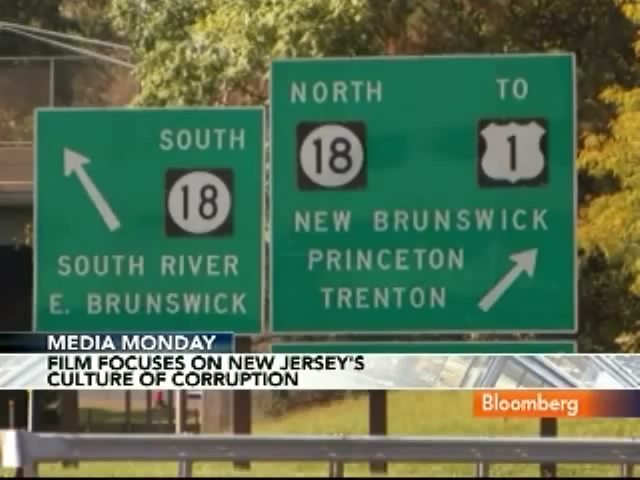 SOUTH
18
SOUTH RIVER
E. BRUNSWICK
NORTH TO
18 1
NEW BRUNSWICK
PRINCETON
TRENTON
MEDIA MONDAY
FILM FOCUSES ON NEW JERSEY'S
CULTURE OF CORRUPTION
Bloomberg